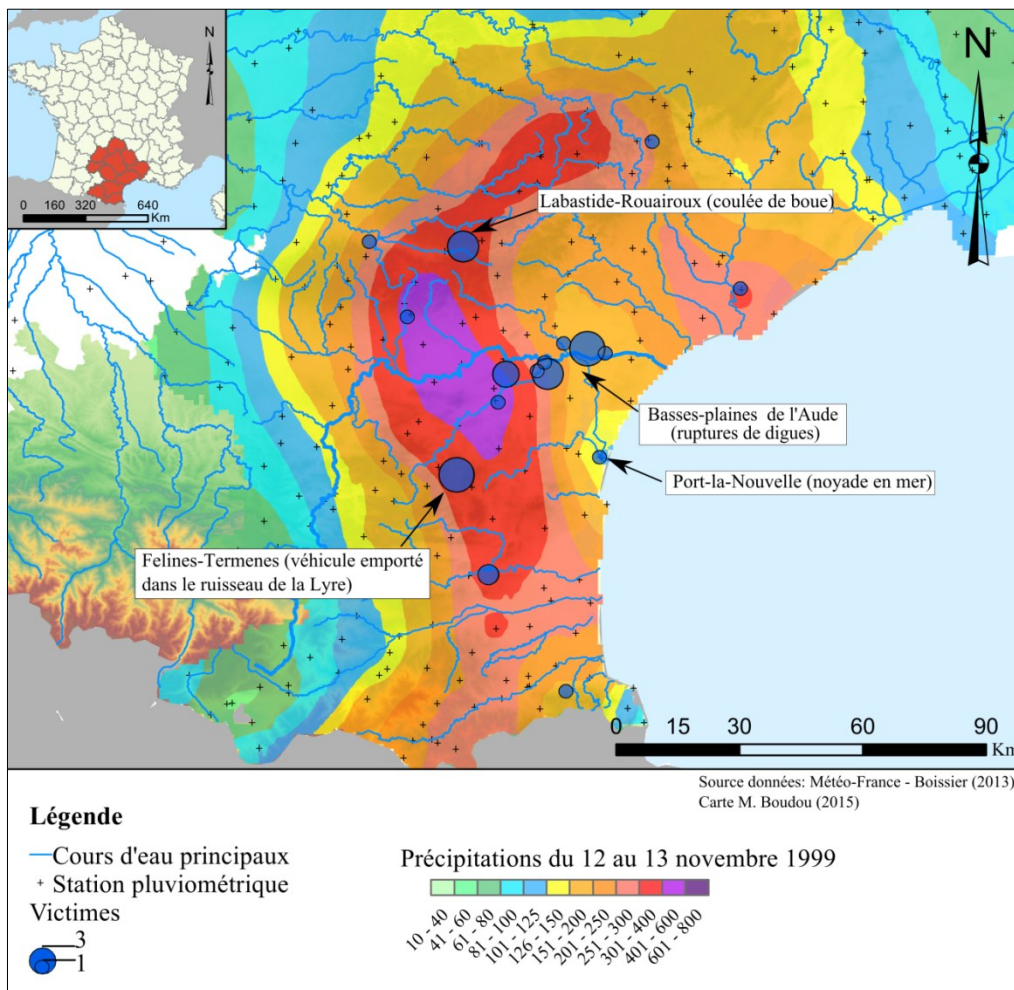 N
0 160 320 640
Km
N
Labastide-Rouairoux (coulée de boue)
Basses-plaines de l'Aude
(ruptures de digues)
Port-la-Nouvelle (noyade en mer)
Felines-Termenes (véhicule emporté
dans le ruisseau de la Lyre)
0 15 30 60 90
Km
Source données: Météo-France - Boissier (2013)
Carte M. Boudou (2015)
Légende
Cours d'eau principaux
Station pluviométrique
Victimes
3
1
Précipitations du 12 au 13 novembre 1999
10 - 40
41 - 60
61 - 80
81 - 100
101 - 125
126 - 150
151 - 200
201 - 250
251 - 300
301 - 400
401 - 600
601 - 800